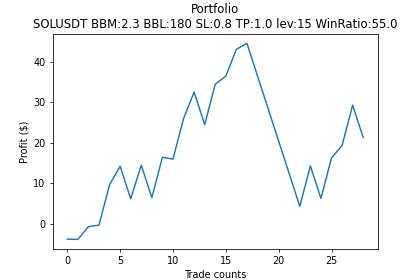 Portfolio
SOLUSDT BBM:2.3 BBL:180 SL:0.8 TP:1.0 lev:15 WinRatio:55.0
40
30
20
10
0
Profit ($)
0 5 10 15 20 25
Trade counts